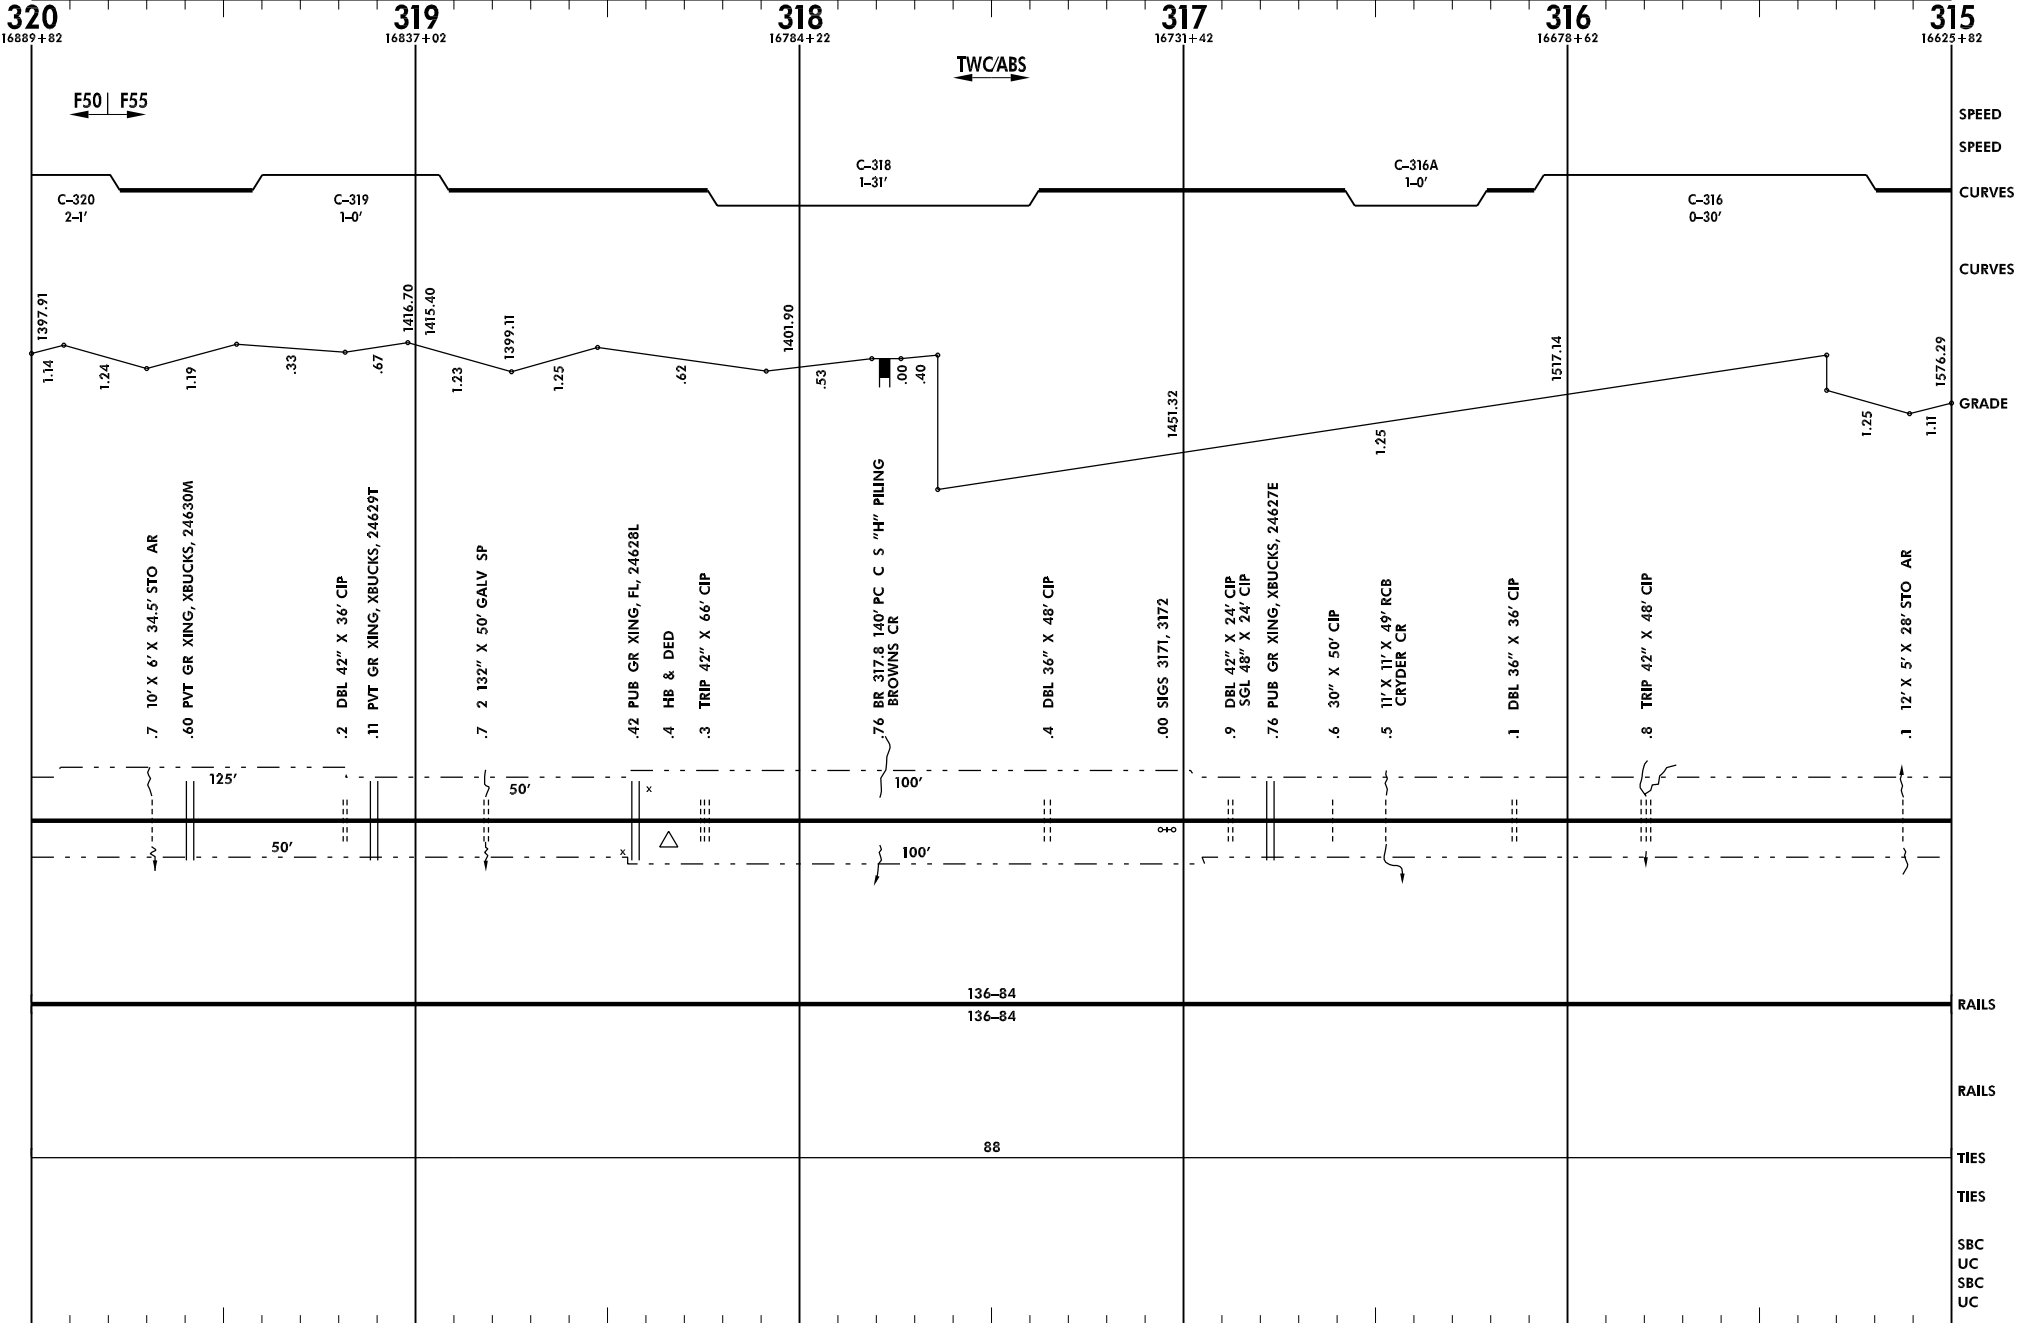 320 319 318 317 316 315
16889+82 16837+02 16784+22 16731+42 16678+62 16625+82
TWC/ABS
F50 F55
SPEED
SPEED
C–320
2–1'
C–319
1–0'
C–318
1–31'
C–316A
1–0'
C–316
0–30'
CURVES
CURVES
1397.91
1416.70
1415.40
1399.11
1401.90
1451.32
1517.14
1576.29
1.14
1.24
1.19
.33
.67
1.23
1.25
.62
.53
.00
.40
1.25
1.25
1.11
GRADE
.7 10' X 6' X 34.5' STO AR
.60 PVT GR XING, XBUCKS, 24630M
.2 DBL 42" X 36' CIP
.11 PVT GR XING, XBUCKS, 24629T
.7 2 132" X 50' GALV SP
.42 PUB GR XING, FL, 24628L
.4 HB & DED
.3 TRIP 42" X 66' CIP
.76 BR 317.8 140' PC C S "H" PILING
BROWNS CR
.4 DBL 36" X 48' CIP
.00 SIGS 3171, 3172
.9 DBL 42" X 24' CIP
SGL 48" X 24' CIP
.76 PUB GR XING, XBUCKS, 24627E
.6 30" X 50' CIP
.5 11' X 11' X 49' RCB
CRYDER CR
.1 DBL 36" X 36' CIP
.8 TRIP 42" X 48' CIP
.1 12' X 5' X 28' STO AR
125'
50'
100'
x
50'
x
100'
136–84
RAILS
136–84
RAILS
88
TIES
TIES
SBC
UC
SBC
UC